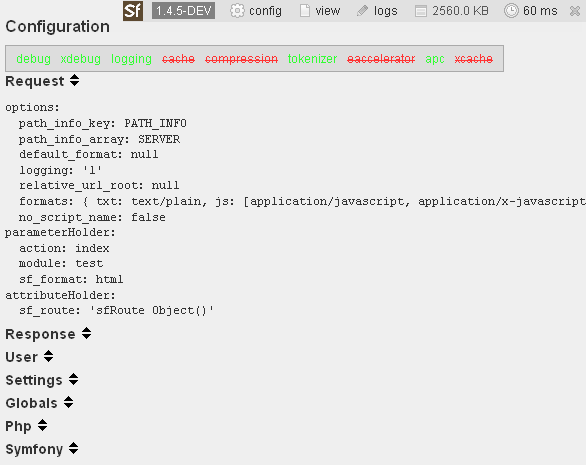 Sf 1.4.5-DEV config view logs 2560.0 KB 60 ms
Configuration
debug xdebug logging cache compression tokenizer eaccelerator apc xcache
Request
options:
  path_info_key: PATH_INFO
  path_info_array: SERVER
  default_format: null
  logging: '1'
  relative_url_root: null
  formats: { txt: text/plain, js: [application/javascript, application/x-javascript
  no_script_name: false
parameterHolder:
  action: index
  module: test
  sf_format: html
attributeHolder:
  sf_route: 'sfRoute Object()'
Response
User
Settings
Globals
Php
Symfony